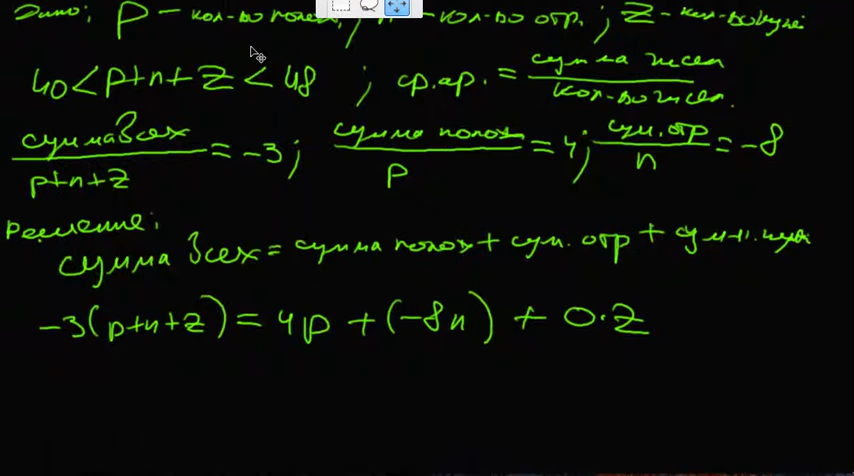 Дано: p – кол-во полож. ; n – кол-во отр. ; Z – кол-во нулей
40 < p+n+Z < 48 ; ср.ар. = сумма чисел / кол-во чисел.
сумма всех / p+n+Z = -3 ; сумма полож / p = 4 ; сум. отр / n = -8
Решение:
сумма всех = сумма полож + сум. отр + сумм. нулей
-3(p+n+Z) = 4p + (-8n) + 0·Z